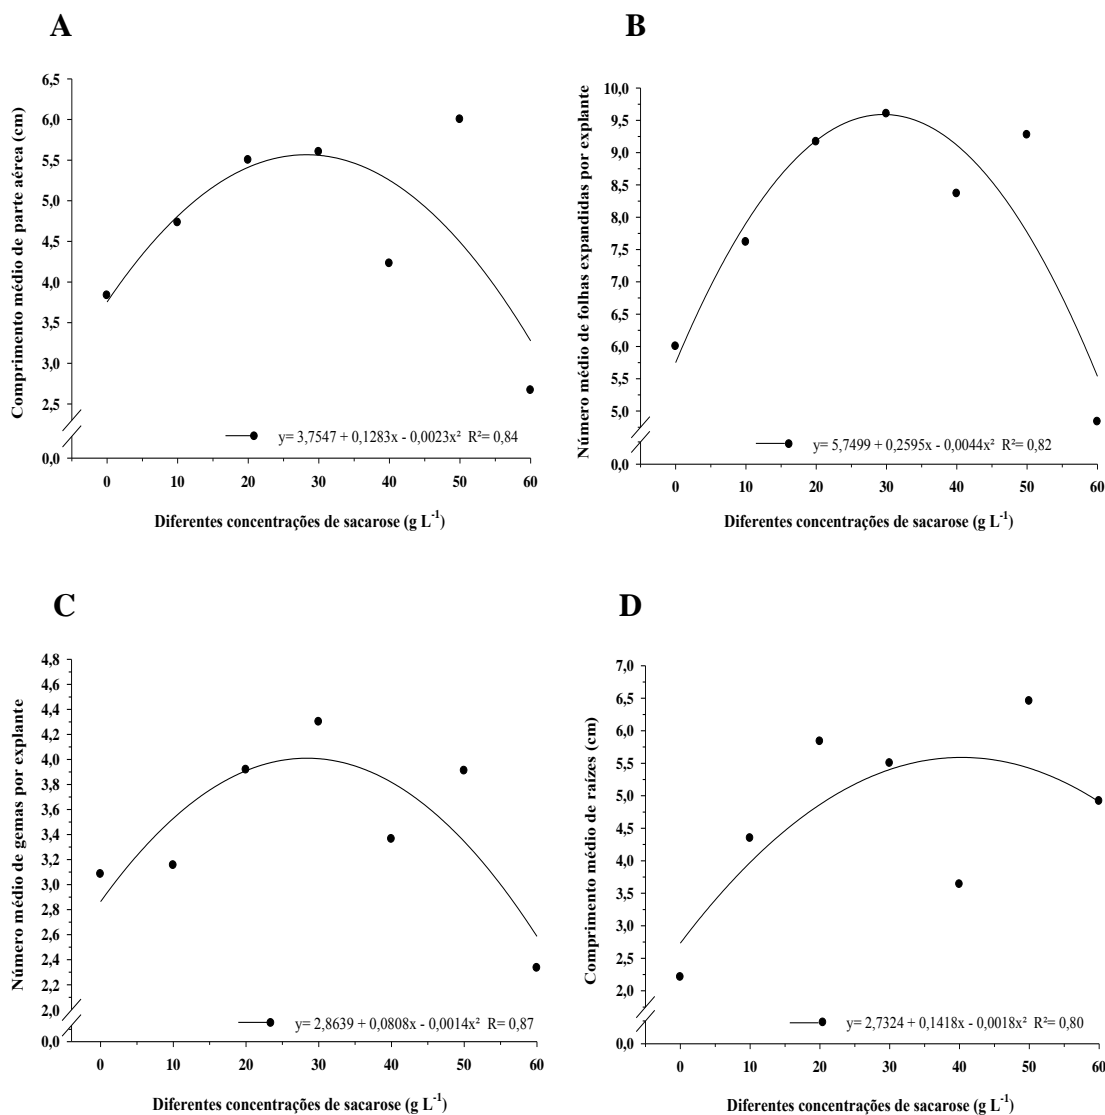 A
Comprimento médio de parte aérea (cm)
6,5
6,0
5,5
5,0
4,5
4,0
3,5
3,0
2,5
0,0
y= 3,7547 + 0,1283x - 0,0023x² R²= 0,84
0 10 20 30 40 50 60
Diferentes concentrações de sacarose (g L⁻¹)
B
Número médio de folhas expandidas por explante
10,0
9,5
9,0
8,5
8,0
7,5
7,0
6,5
6,0
5,5
5,0
0,0
y= 5,7499 + 0,2595x - 0,0044x² R²= 0,82
0 10 20 30 40 50 60
Diferentes concentrações de sacarose (g L⁻¹)
C
Número médio de gemas por explante
4,8
4,6
4,4
4,2
4,0
3,8
3,6
3,4
3,2
3,0
2,8
2,6
2,4
2,2
2,0
0,0
y= 2,8639 + 0,0808x - 0,0014x² R= 0,87
0 10 20 30 40 50 60
Diferentes concentrações de sacarose (g L⁻¹)
D
Comprimento médio de raízes (cm)
7,0
6,5
6,0
5,5
5,0
4,5
4,0
3,5
3,0
2,5
2,0
0,0
y= 2,7324 + 0,1418x - 0,0018x² R²= 0,80
0 10 20 30 40 50 60
Diferentes concentrações de sacarose (g L⁻¹)